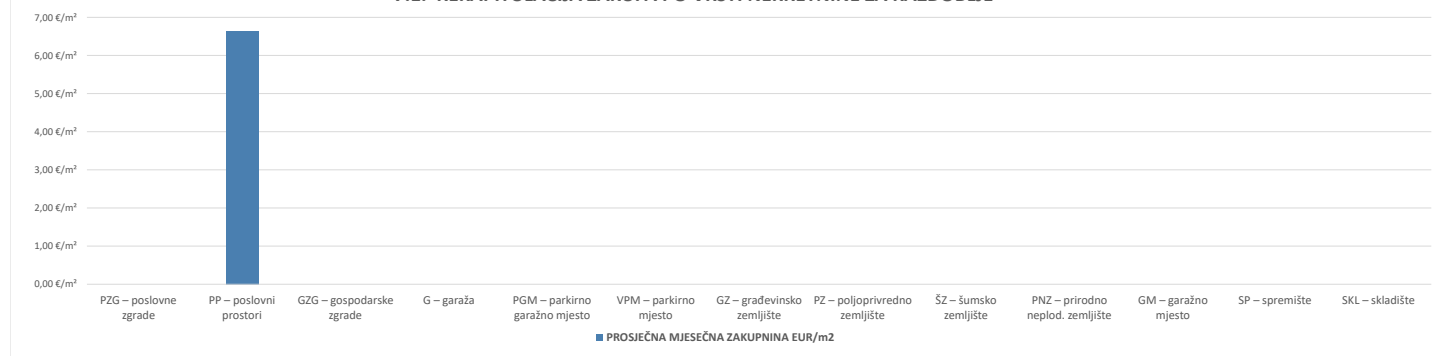 7,00 €/m²
6,00 €/m²
5,00 €/m²
4,00 €/m²
3,00 €/m²
2,00 €/m²
1,00 €/m²
0,00 €/m²
PZG – poslovne zgrade
PP – poslovni prostori
GZG – gospodarske zgrade
G – garaža
PGM – parkirno garažno mjesto
VPM – parkirno mjesto
GZ – građevinsko zemljište
PZ – poljoprivredno zemljište
ŠZ – šumsko zemljište
PNZ – prirodno neplod. zemljište
GM – garažno mjesto
SP – spremište
SKL – skladište
PROSJEČNA MJESEČNA ZAKUPNINA EUR/m2